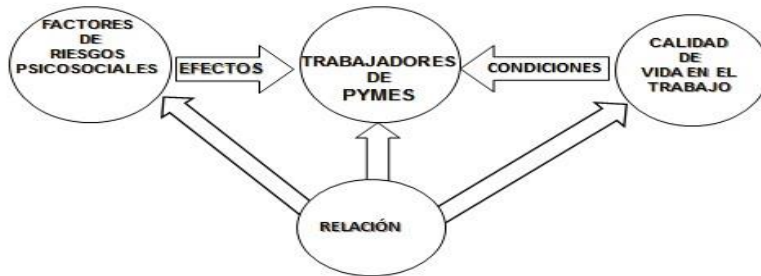 FACTORES
DE
RIESGOS
PSICOSOCIALES
EFECTOS
TRABAJADORES
DE
PYMES
CONDICIONES
CALIDAD
DE
VIDA EN EL
TRABAJO
RELACIÓN